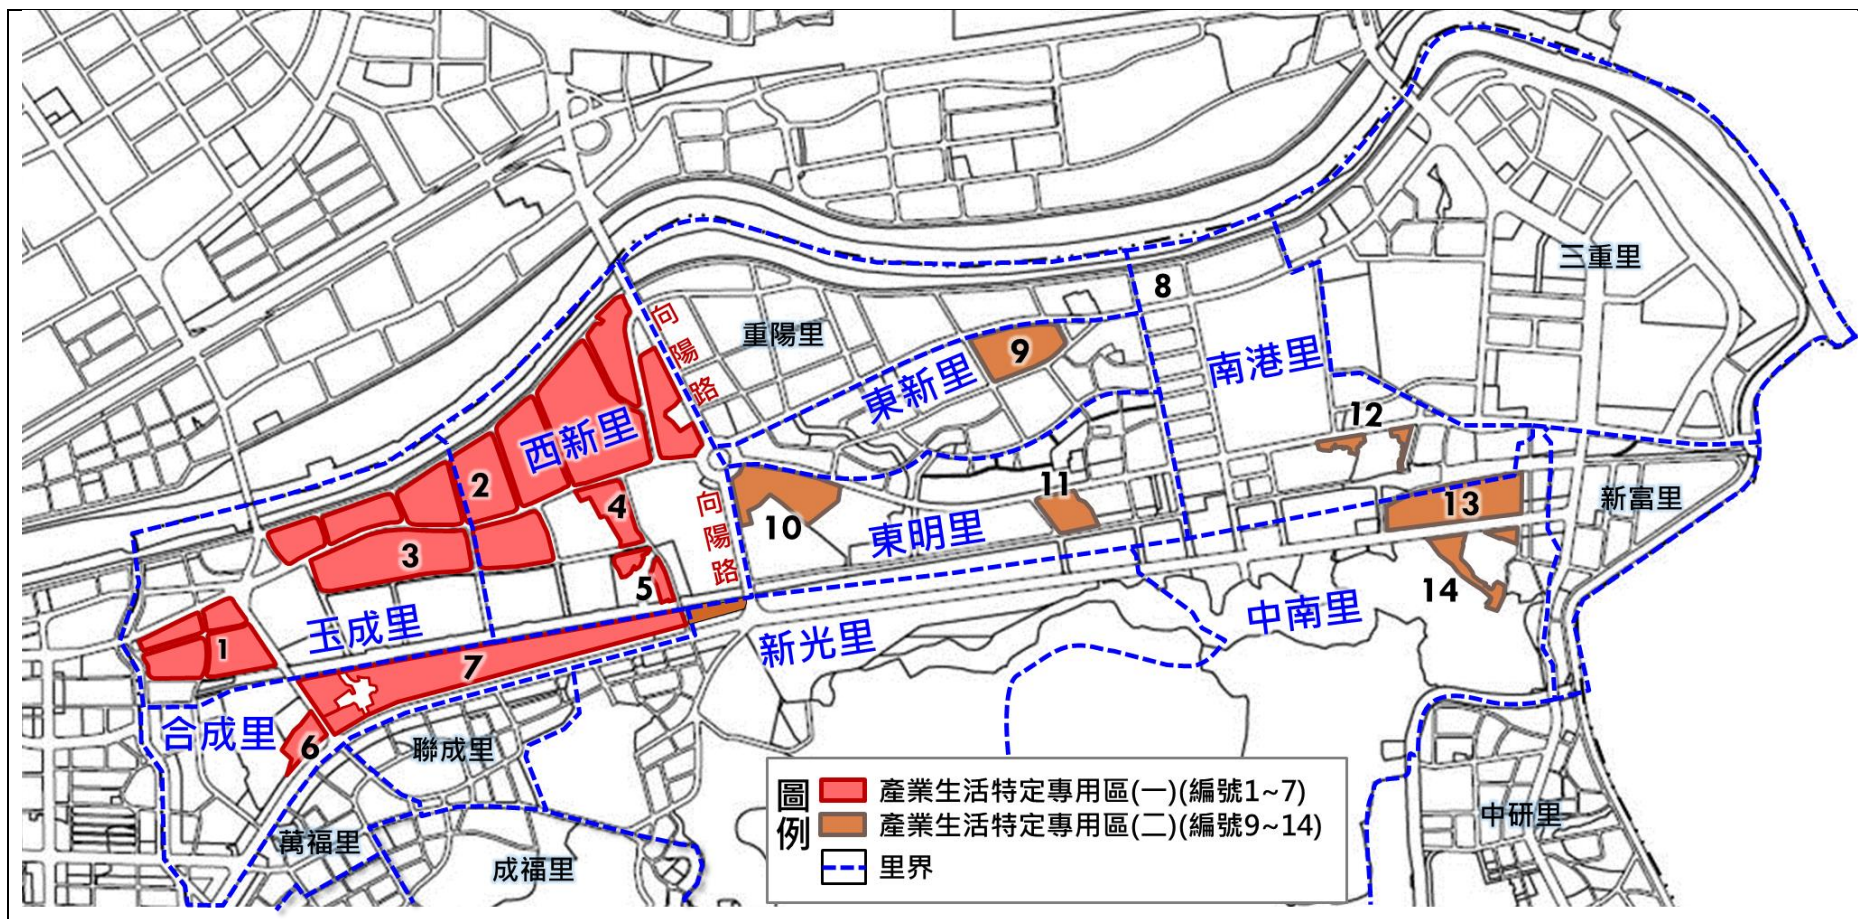 三重里
8
向陽路
重陽里
9
東新里
南港里
12
西新里
2
4
向陽路
10
11
東明里
13
新富里
3
5
14
玉成里
中南里
1
7
新光里
合成里
6
聯成里
萬福里
成福里
中研里
圖例
產業生活特定專用區(一)(編號1~7)
產業生活特定專用區(二)(編號9~14)
里界